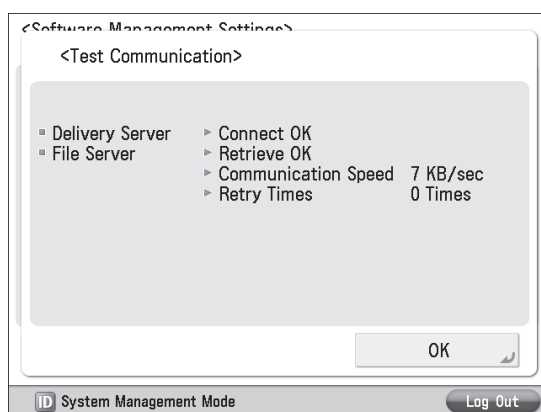 <Software Management Settings>
<Test Communication>
Delivery Server ▸ Connect OK
File Server ▸ Retrieve OK
▸ Communication Speed 7 KB/sec
▸ Retry Times 0 Times
OK
ID System Management Mode Log Out